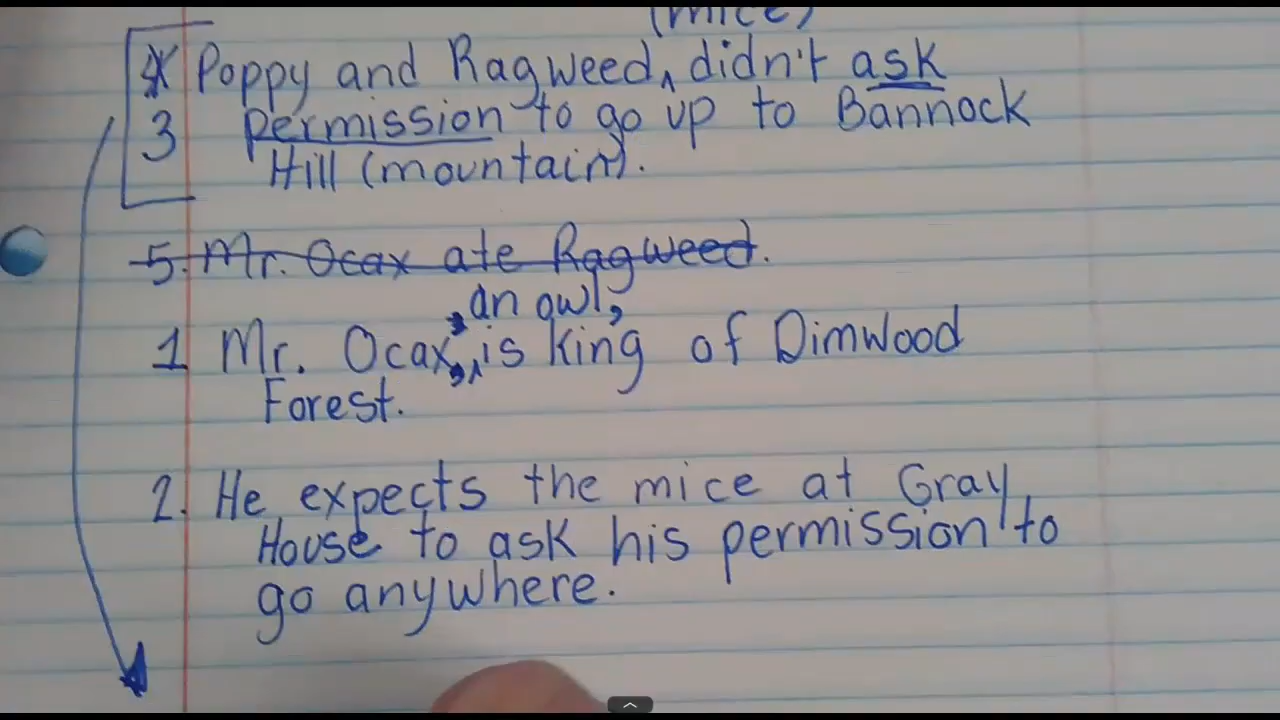 (mice)
* Poppy and Ragweed, didn't ask
3 permission to go up to Bannock
Hill (mountain).
5. Mr. Ocax ate Ragweed.
, an owl,
1 Mr. Ocax, is king of Dimwood
Forest.
2. He expects the mice at Gray
House to ask his permission to
go anywhere.